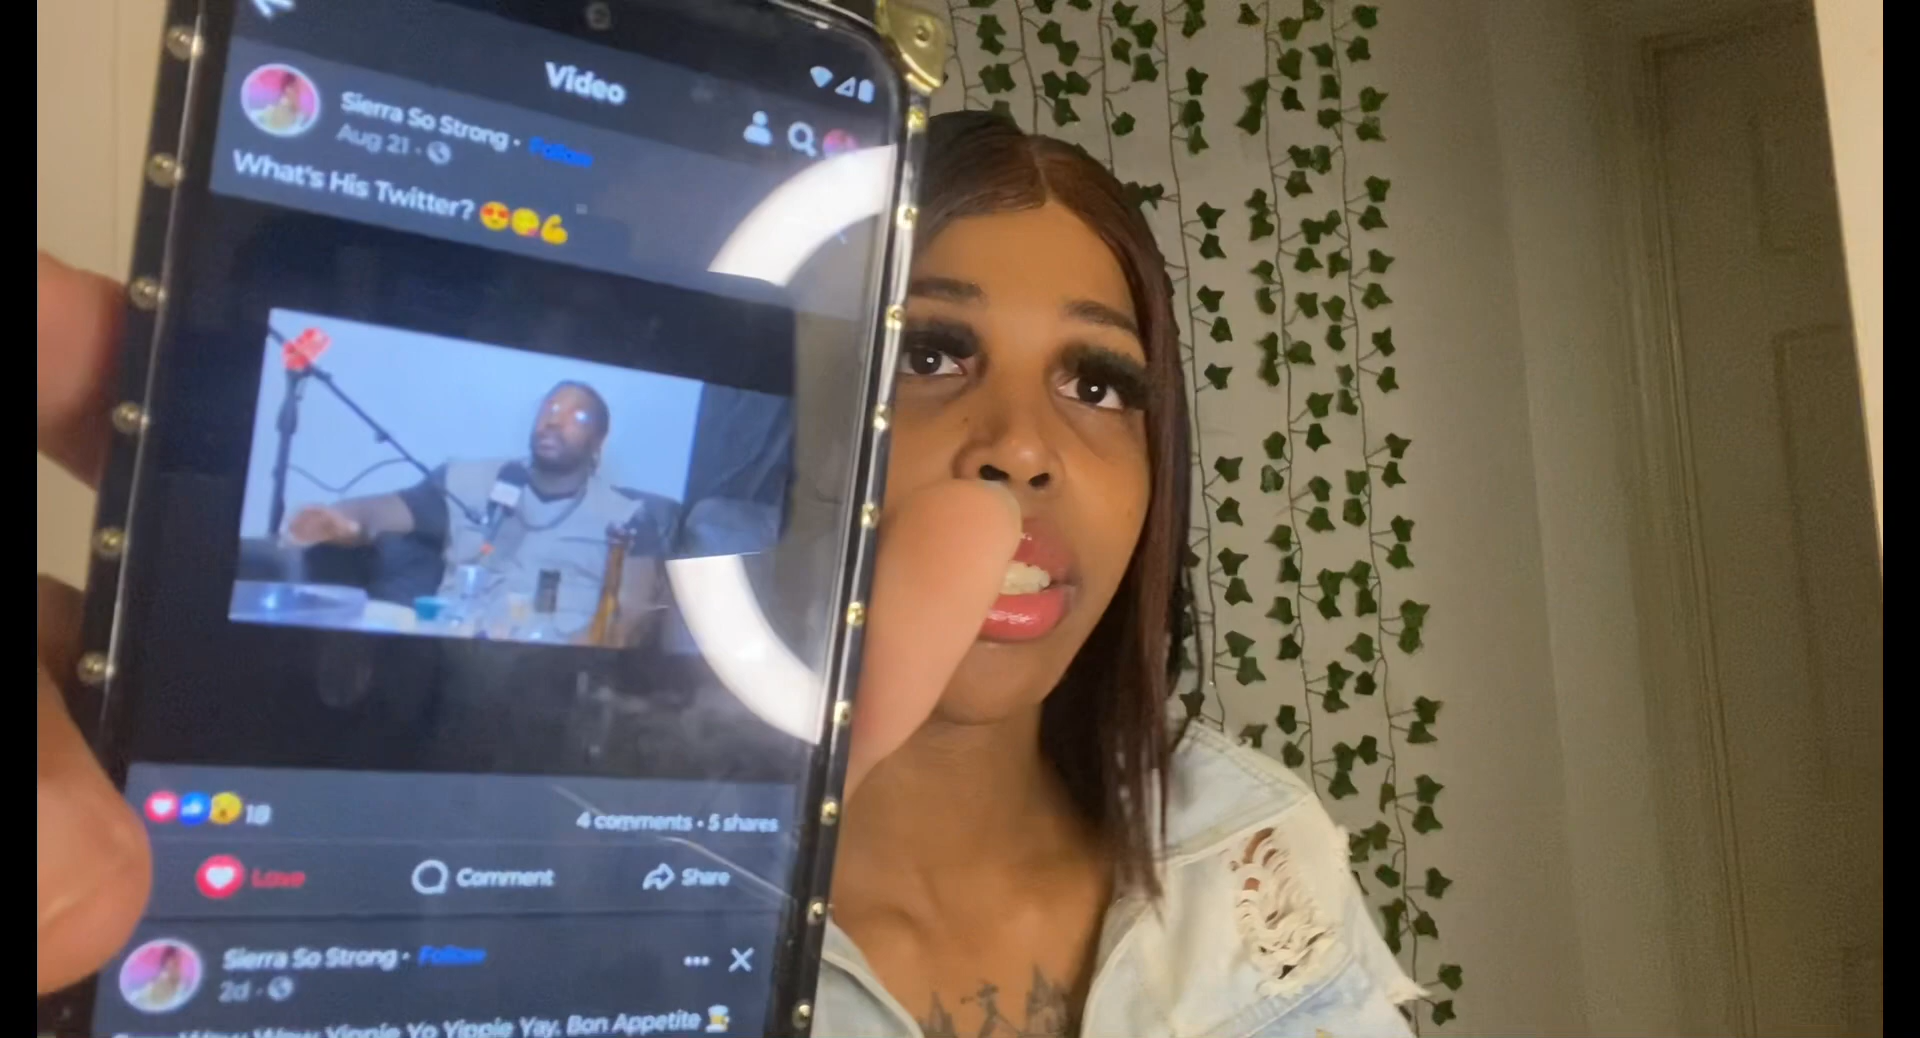 Video
Sierra So Strong · Follow
Aug 21 ·
What's His Twitter? 😍😘💪
18
4 comments · 5 shares
Love
Comment
Share
Sierra So Strong · Follow
2d ·
Wow Yippie Yo Yippie Yay, Bon Appetite